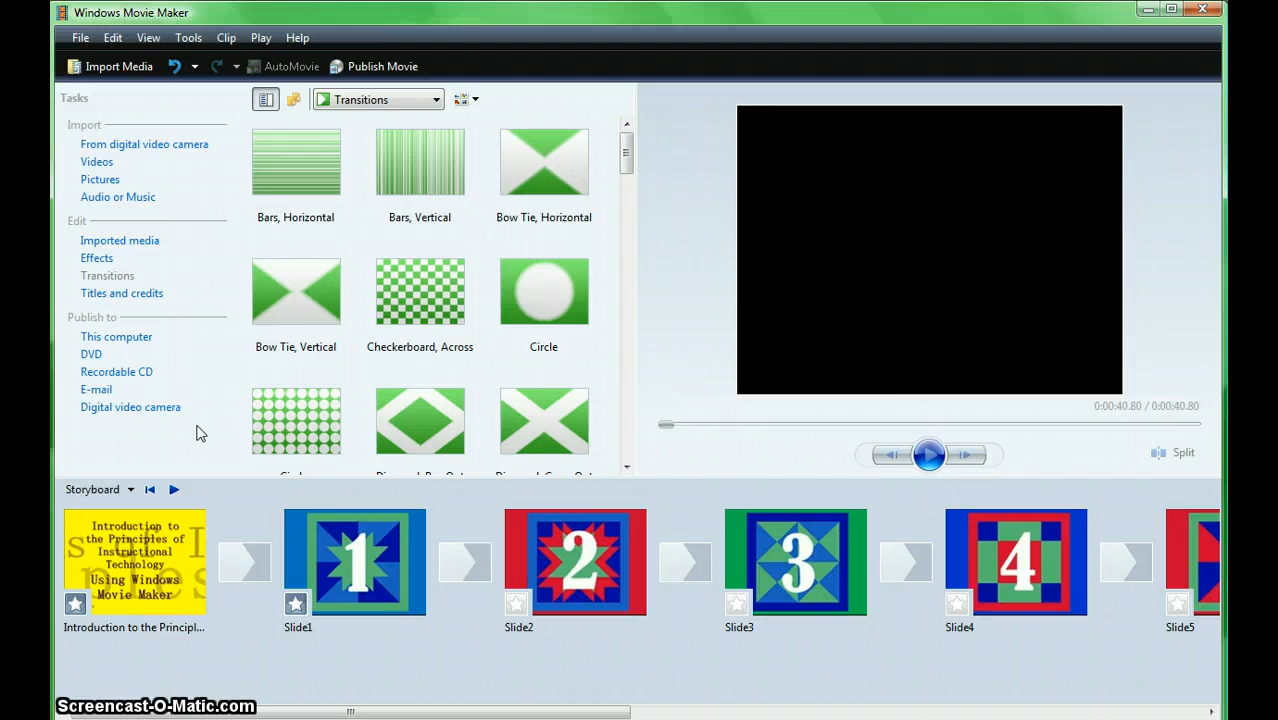 Windows Movie Maker
File Edit View Tools Clip Play Help
Import Media AutoMovie Publish Movie
Tasks
Import
From digital video camera
Videos
Pictures
Audio or Music
Edit
Imported media
Effects
Transitions
Titles and credits
Publish to
This computer
DVD
Recordable CD
E-mail
Digital video camera
Transitions
Bars, Horizontal
Bars, Vertical
Bow Tie, Horizontal
Bow Tie, Vertical
Checkerboard, Across
Circle
0:00:40.80 / 0:00:40.80
Split
Storyboard
Introduction to
the Principles of
Instructional
Technology
Using Windows
Movie Maker
Introduction to the Principl...
1
Slide1
2
Slide2
3
Slide3
4
Slide4
Slide5
Screencast-O-Matic.com